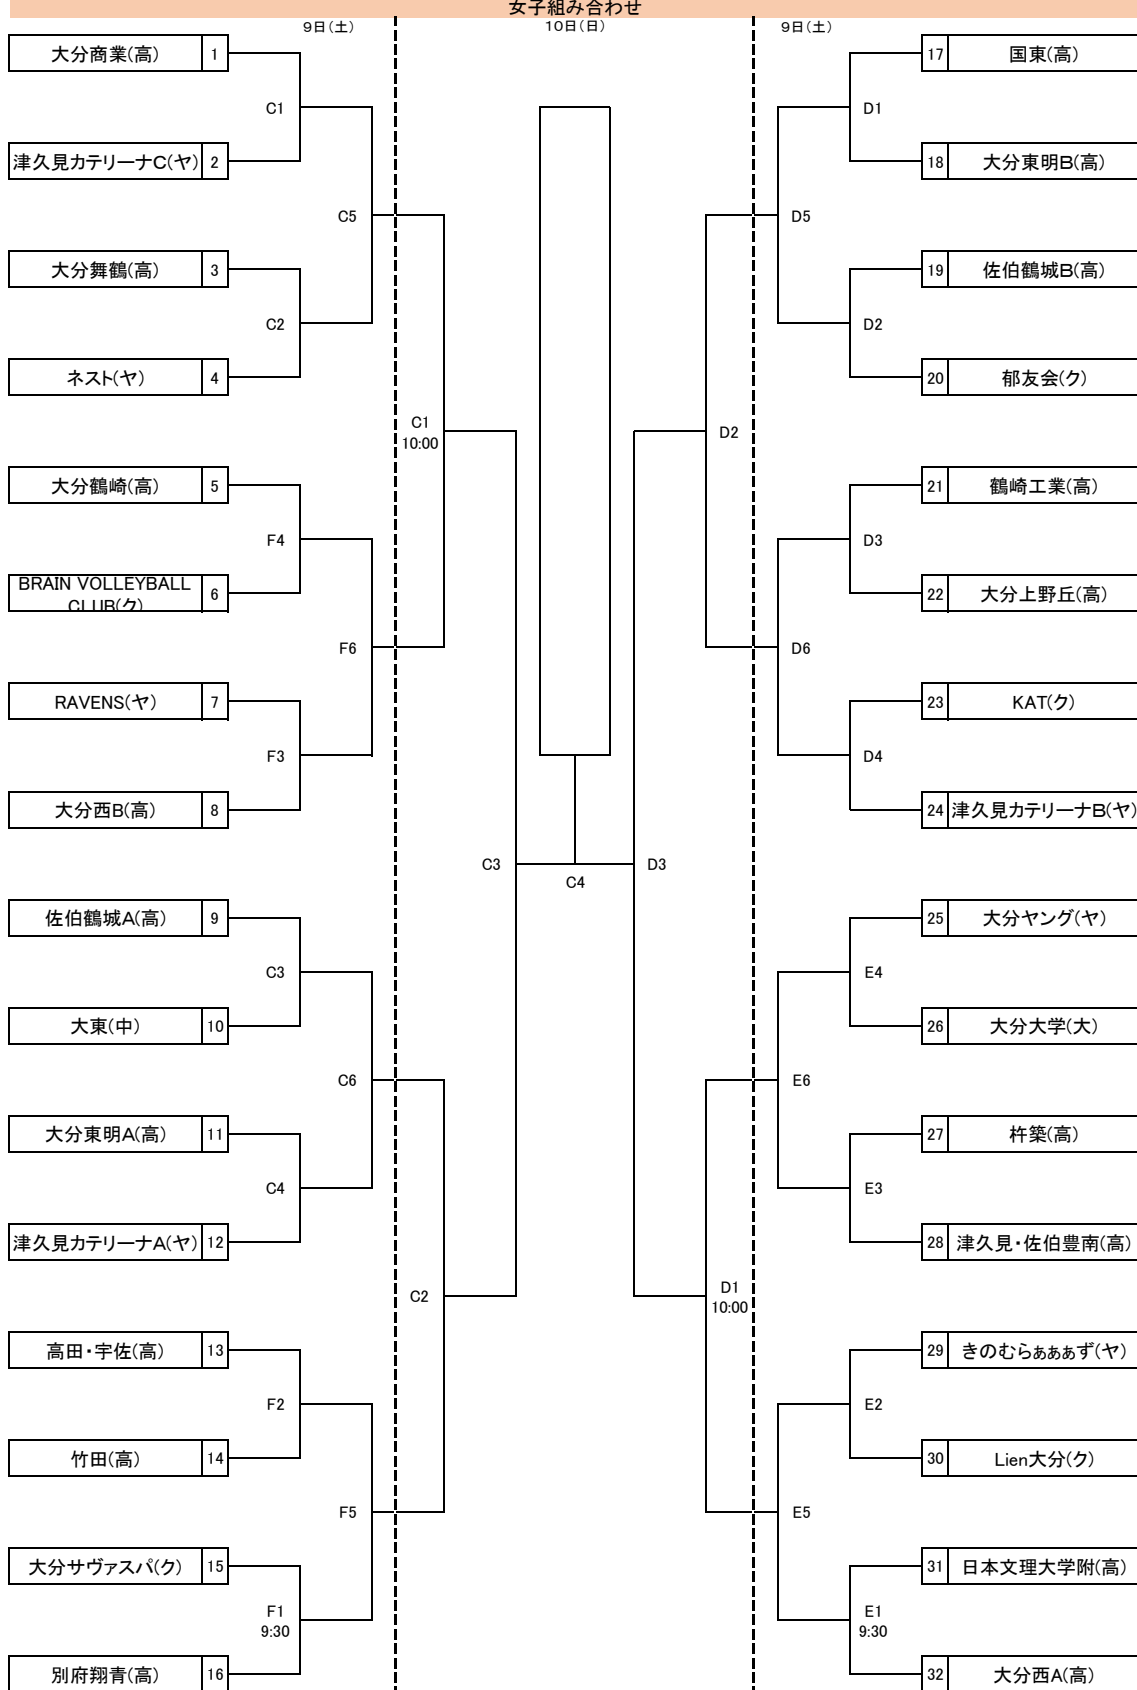 女子組み合わせ
9日(土)
10日(日)
9日(土)
大分商業(高) 1
C1
津久見カテリーナC(ヤ) 2
C5
大分舞鶴(高) 3
C2
ネスト(ヤ) 4
C1
10:00
大分鶴崎(高) 5
F4
BRAIN VOLLEYBALL
CLUB(ク) 6
F6
RAVENS(ヤ) 7
F3
大分西B(高) 8
C3
佐伯鶴城A(高) 9
C3
大東(中) 10
C6
大分東明A(高) 11
C4
津久見カテリーナA(ヤ) 12
C2
高田・宇佐(高) 13
F2
竹田(高) 14
F5
大分サヴァスパ(ク) 15
F1
9:30
別府翔青(高) 16
C4
17 国東(高)
D1
18 大分東明B(高)
D5
19 佐伯鶴城B(高)
D2
20 郁友会(ク)
D2
21 鶴崎工業(高)
D3
22 大分上野丘(高)
D6
23 KAT(ク)
D4
24 津久見カテリーナB(ヤ)
D3
25 大分ヤング(ヤ)
E4
26 大分大学(大)
E6
27 杵築(高)
E3
28 津久見・佐伯豊南(高)
D1
10:00
29 きのむらぁぁぁず(ヤ)
E2
30 Lien大分(ク)
E5
31 日本文理大学附(高)
E1
9:30
32 大分西A(高)